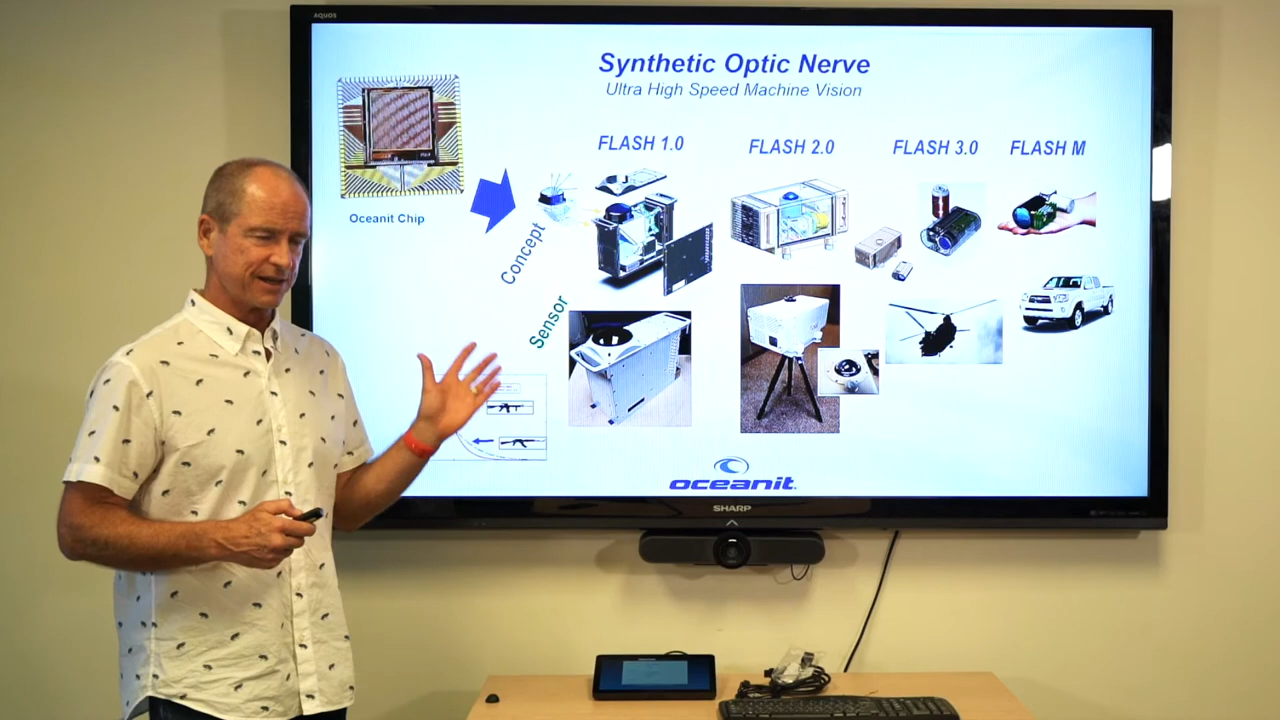 AQUOS
Synthetic Optic Nerve
Ultra High Speed Machine Vision
FLASH 1.0
FLASH 2.0
FLASH 3.0
FLASH M
Oceanit Chip
Concept
Sensor
oceanit
SHARP